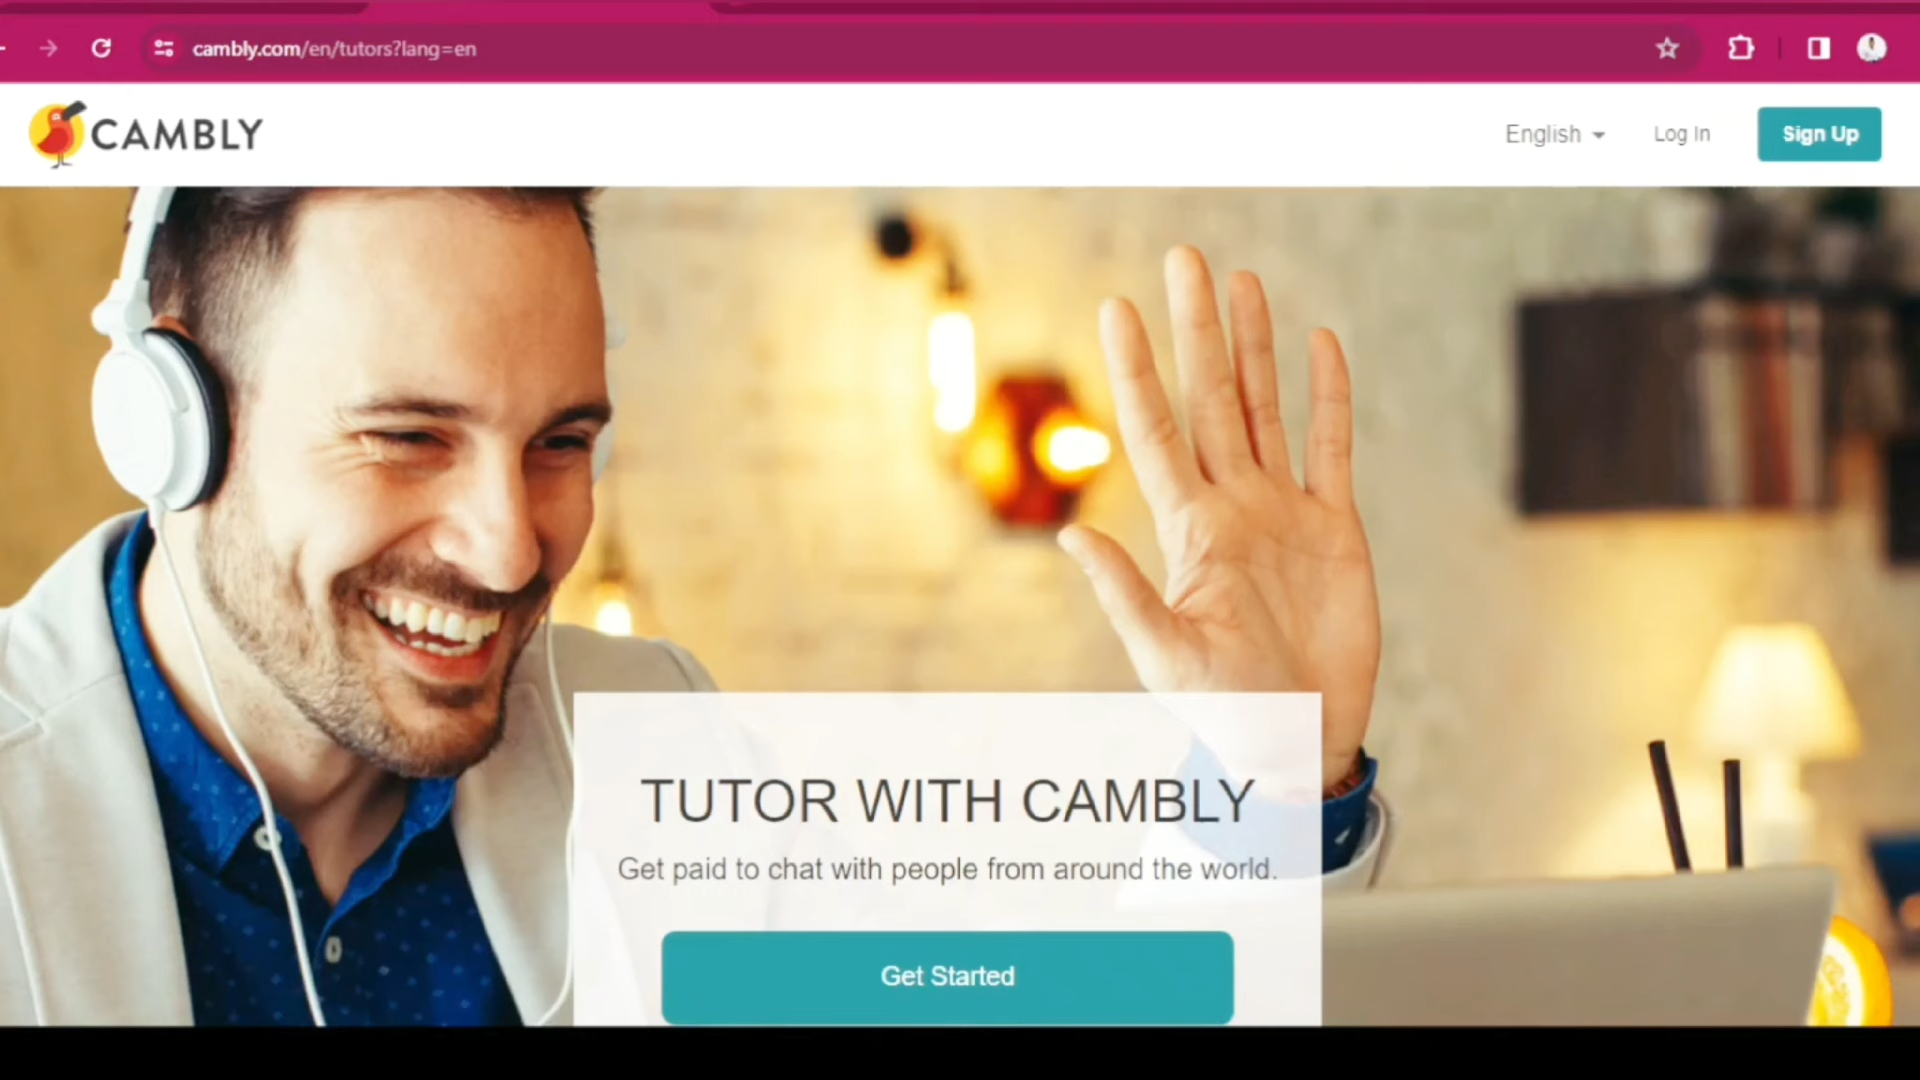 cambly.com/en/tutors?lang=en
CAMBLY
English
Log In
Sign Up
TUTOR WITH CAMBLY
Get paid to chat with people from around the world.
Get Started